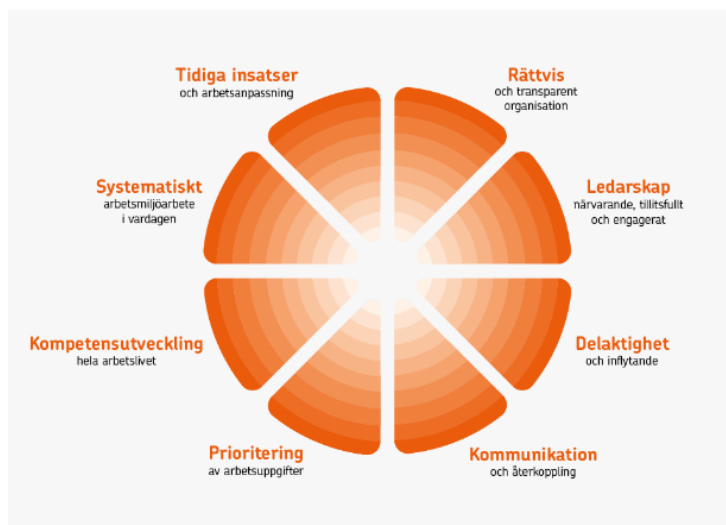 Tidiga insatser
och arbetsanpassning
Rättvis
och transparent
organisation
Systematiskt
arbetsmiljöarbete
i vardagen
Ledarskap
närvarande, tillitsfullt
och engagerat
Kompetensutveckling
hela arbetslivet
Delaktighet
och inflytande
Prioritering
av arbetsuppgifter
Kommunikation
och återkoppling